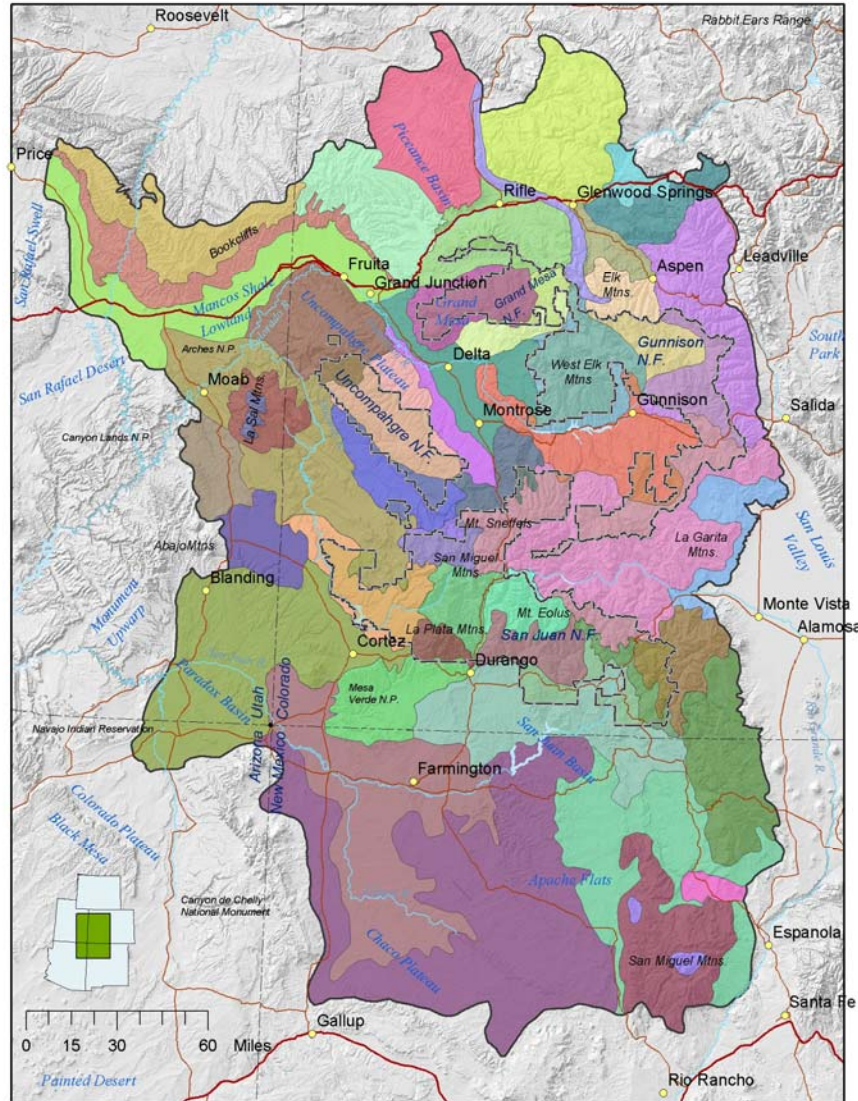 Roosevelt
Rabbit Ears Range
Price
Piceance Basin
Rifle
Glenwood Springs
San Rafael Swell
Bookcliffs
Fruita
Grand Junction
Mancos Shale
Lowland
Uncompahgre Plateau
Grand
Mesa
Grand Mesa
N.F.
Elk
Mtns.
Aspen
Leadville
Arches N.P.
South
Park
San Rafael Desert
Moab
La Sal Mtns.
Delta
West Elk
Mtns
Gunnison
N.F.
Uncompahgre N.F.
Montrose
Gunnison
Salida
Canyon Lands N.P.
Mt. Sneffels
San Miguel
Mtns.
La Garita
Mtns.
San Louis
Valley
Abajo Mtns.
Blanding
Monument
Upwarp
Mt. Eolus
San Juan N.F.
La Plata Mtns.
Monte Vista
Alamosa
Cortez
Durango
Paradox Basin
Mesa
Verde N.P.
Navajo Indian Reservation
Utah
Colorado
Arizona
New Mexico
San Juan Basin
Rio Grande R.
Farmington
Colorado Plateau
Black Mesa
Apache Flats
Canyon de Chelly
National Monument
Chaco Plateau
San Miguel Mtns.
Espanola
Santa Fe
0 15 30 60
Miles
Gallup
Painted Desert
Rio Rancho